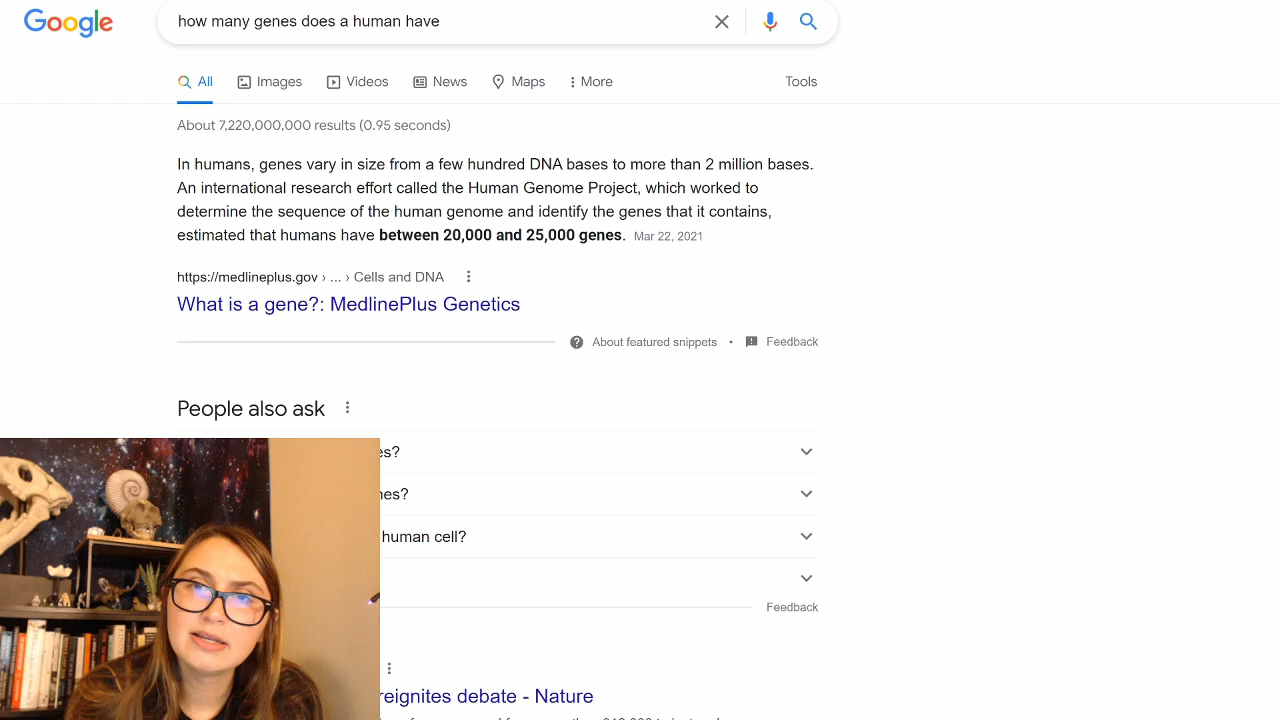 Google
how many genes does a human have
All
Images
Videos
News
Maps
More
Tools
About 7,220,000,000 results (0.95 seconds)
In humans, genes vary in size from a few hundred DNA bases to more than 2 million bases.
An international research effort called the Human Genome Project, which worked to
determine the sequence of the human genome and identify the genes that it contains,
estimated that humans have between 20,000 and 25,000 genes. Mar 22, 2021
https://medlineplus.gov › ... › Cells and DNA
What is a gene?: MedlinePlus Genetics
About featured snippets • Feedback
People also ask
es?
nes?
human cell?
Feedback
reignites debate - Nature